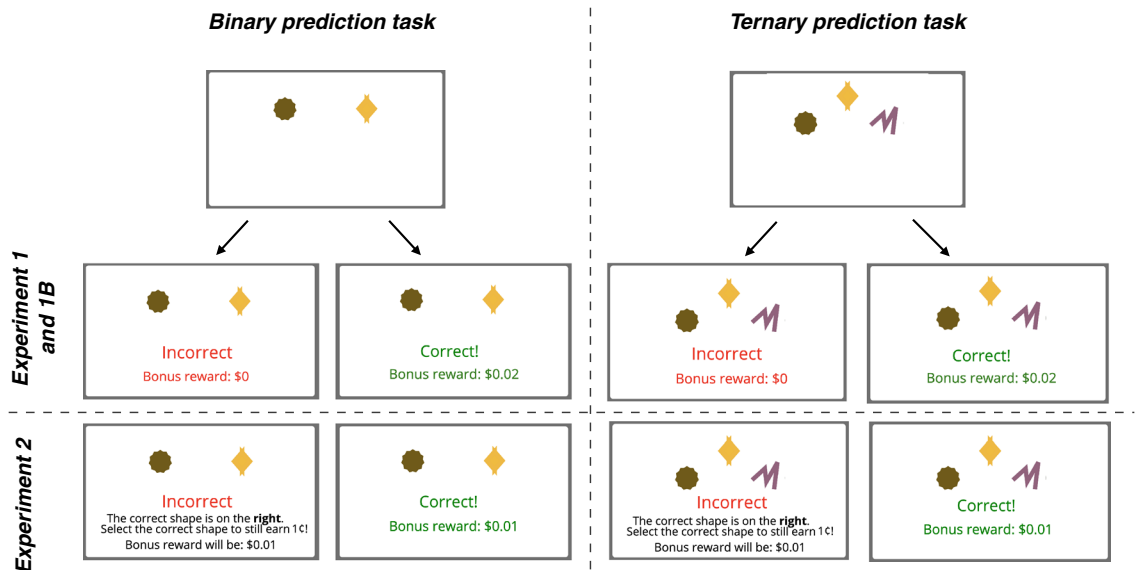 Binary prediction task
Ternary prediction task
Experiment 1
and 1B
Incorrect
Bonus reward: $0
Correct!
Bonus reward: $0.02
Incorrect
Bonus reward: $0
Correct!
Bonus reward: $0.02
Experiment 2
Incorrect
The correct shape is on the right.
Select the correct shape to still earn 1¢!
Bonus reward will be: $0.01
Correct!
Bonus reward: $0.01
Incorrect
The correct shape is on the right.
Select the correct shape to still earn 1¢!
Bonus reward will be: $0.01
Correct!
Bonus reward: $0.01